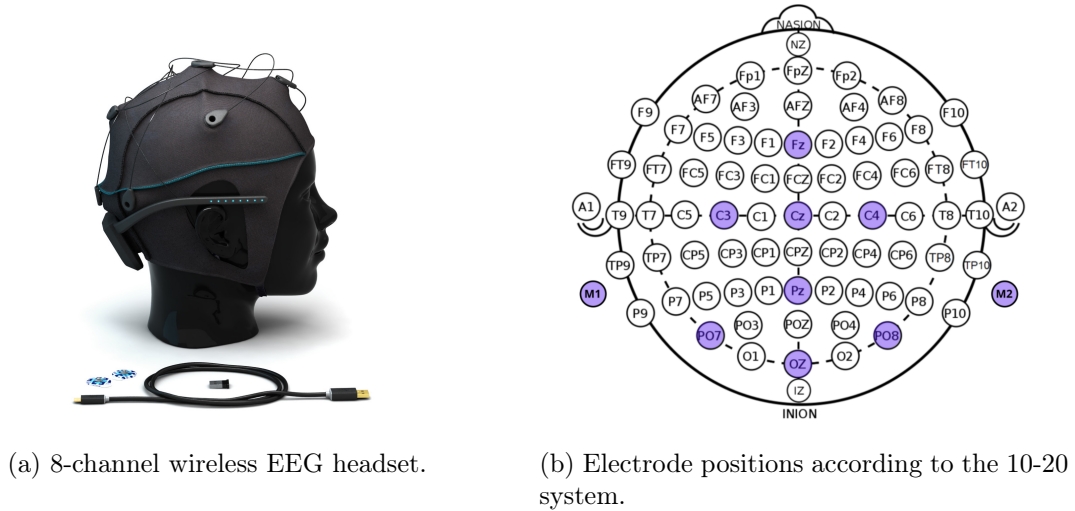 NASION
NZ
Fp1 FpZ Fp2
AF7 AF3 AFZ AF4 AF8
F9 F7 F5 F3 F1 Fz F2 F4 F6 F8 F10
FT9 FT7 FC5 FC3 FC1 FCZ FC2 FC4 FC6 FT8 FT10
A1 T9 T7 C5 C3 C1 Cz C2 C4 C6 T8 T10 A2
TP9 TP7 CP5 CP3 CP1 CPZ CP2 CP4 CP6 TP8 TP10
M1 P9 P7 P5 P3 P1 Pz P2 P4 P6 P8 P10 M2
PO7 PO3 POZ PO4 PO8
O1 OZ O2
IZ
INION
(a) 8-channel wireless EEG headset.
(b) Electrode positions according to the 10-20
system.